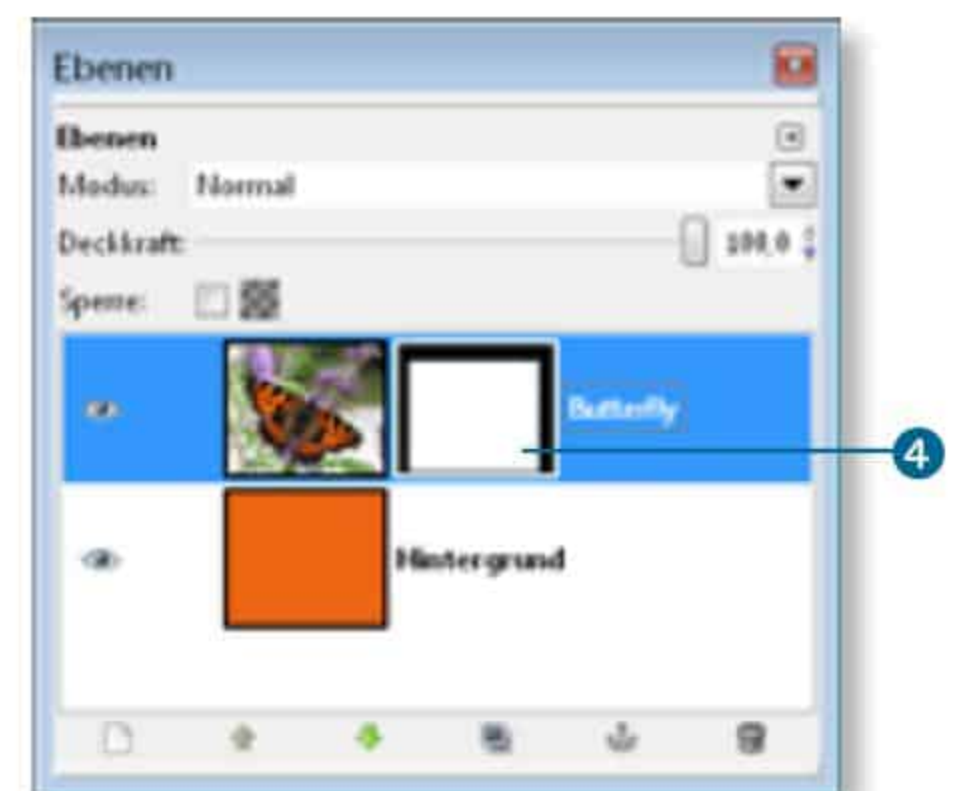 Ebenen
Ebenen
Modus: Normal
Deckkraft: 100,0
Sperre:
Butterfly
4
Hintergrund